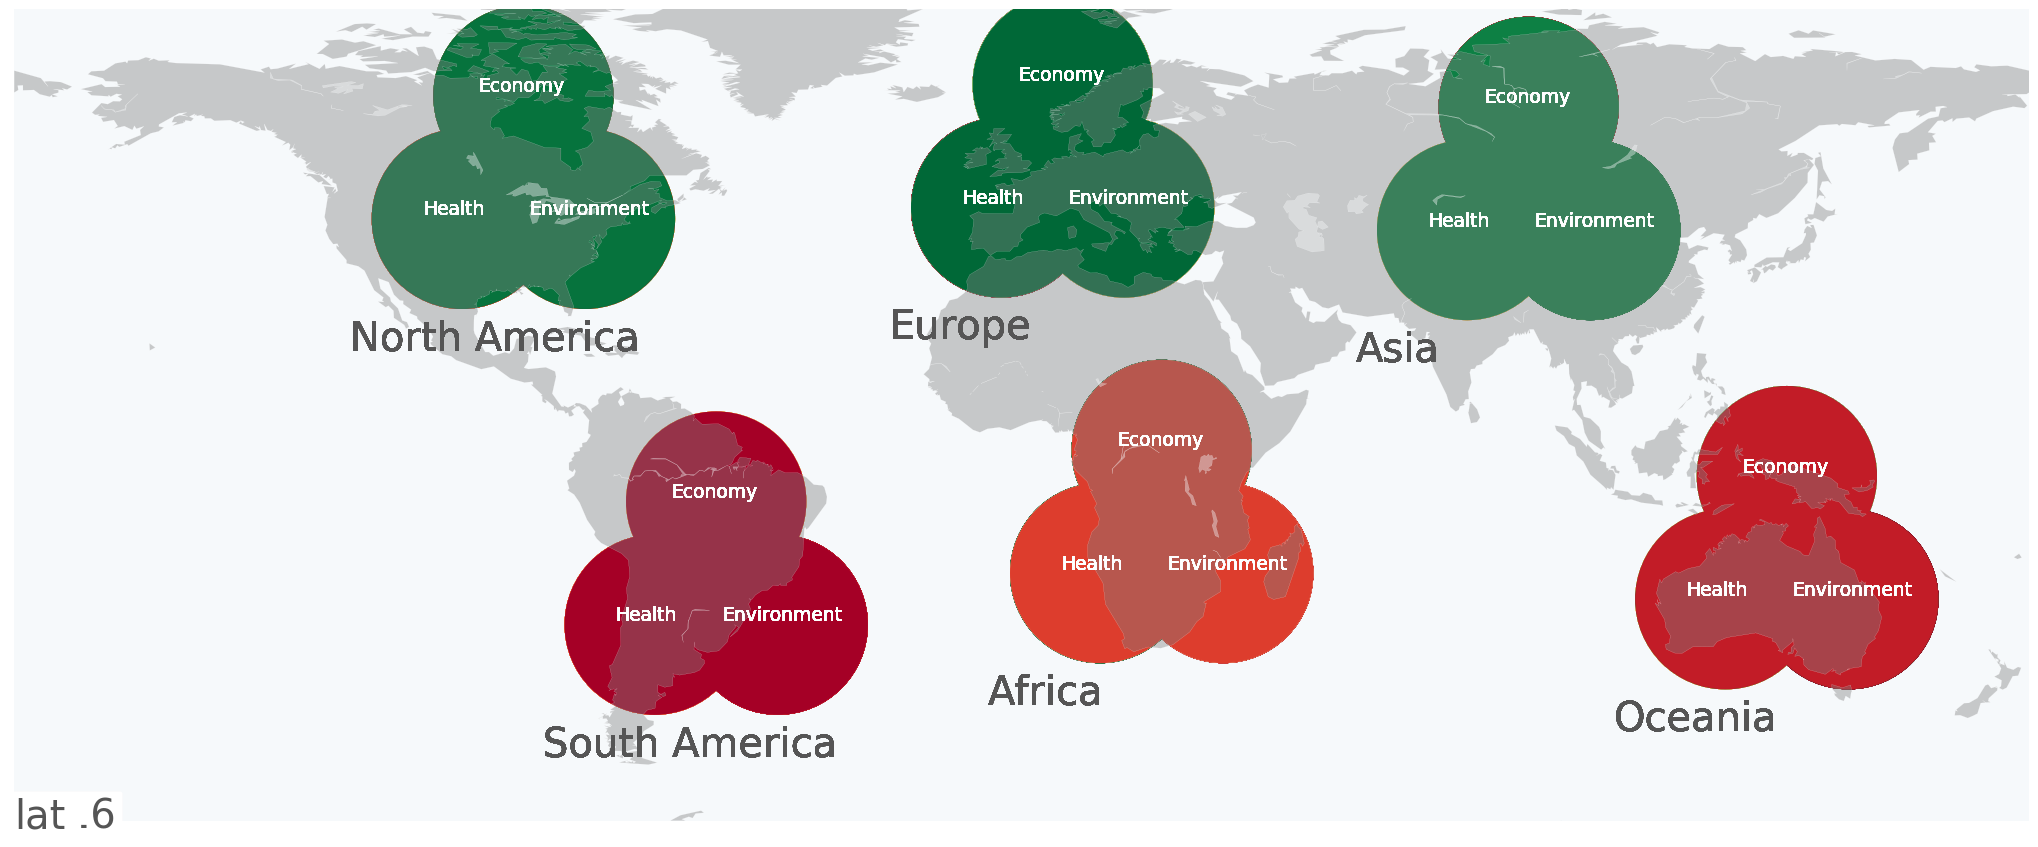 Economy
Health
Environment
North America
Economy
Health
Environment
Europe
Economy
Health
Environment
Asia
Economy
Health
Environment
South America
Economy
Health
Environment
Africa
Economy
Health
Environment
Oceania
lat .6